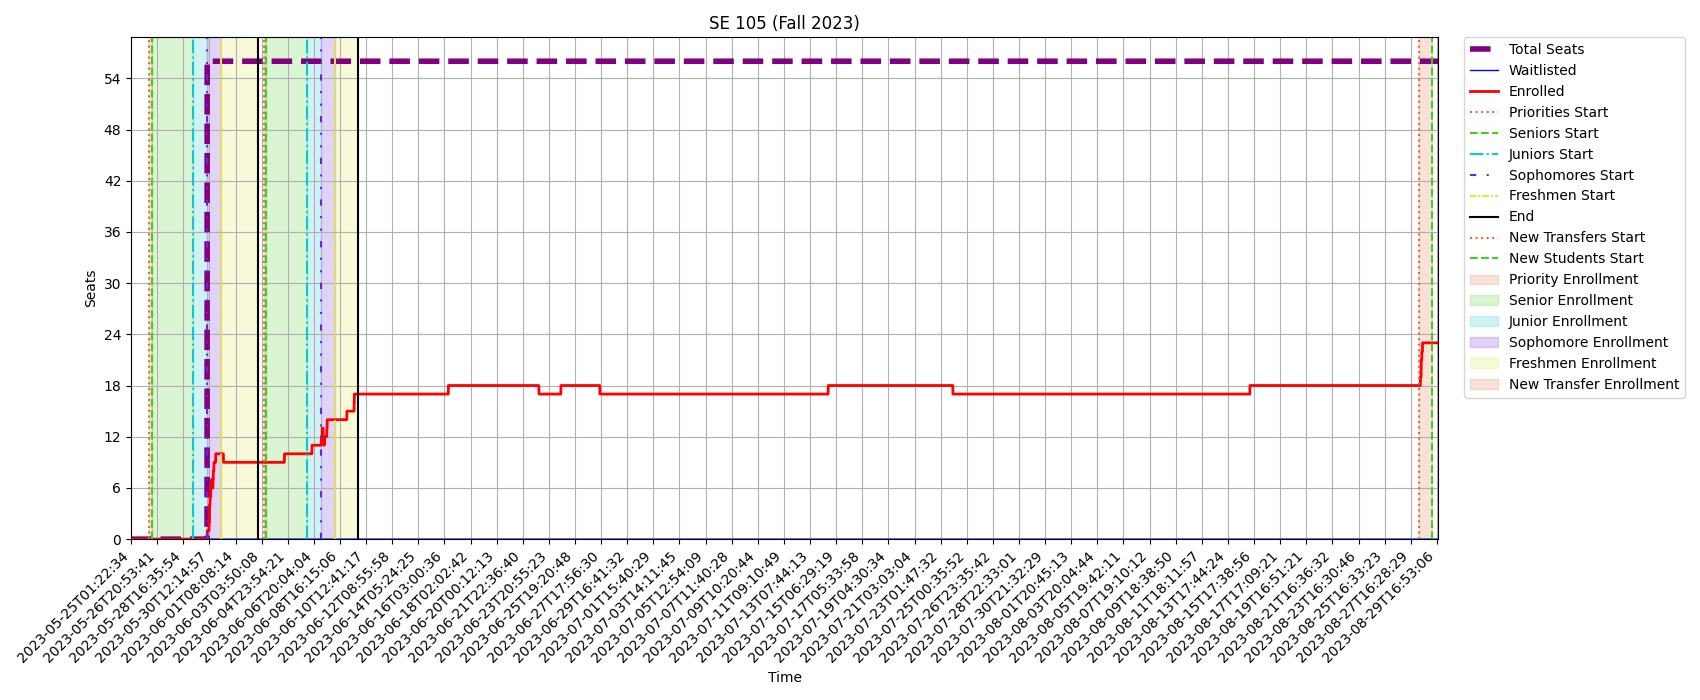 SE 105 (Fall 2023)
Seats
54
48
42
36
30
24
18
12
6
0
2023-05-25T01:22:34
2023-05-26T20:53:41
2023-05-28T16:35:54
2023-05-30T12:14:57
2023-06-01T08:08:14
2023-06-03T03:50:08
2023-06-04T23:54:21
2023-06-06T20:04:04
2023-06-08T16:15:06
2023-06-10T12:41:17
2023-06-12T08:55:58
2023-06-14T05:24:25
2023-06-16T03:00:36
2023-06-18T02:02:42
2023-06-20T00:12:13
2023-06-21T22:36:40
2023-06-23T20:55:23
2023-06-25T19:20:48
2023-06-27T17:56:30
2023-06-29T16:41:32
2023-07-01T15:40:29
2023-07-03T14:11:45
2023-07-05T12:54:09
2023-07-07T11:40:28
2023-07-09T10:20:44
2023-07-11T09:10:49
2023-07-13T07:44:13
2023-07-15T06:29:19
2023-07-17T05:33:58
2023-07-19T04:30:34
2023-07-21T03:03:04
2023-07-23T01:47:32
2023-07-25T00:35:52
2023-07-26T23:35:42
2023-07-28T22:33:01
2023-07-30T21:32:29
2023-08-01T20:45:13
2023-08-03T20:04:44
2023-08-05T19:42:11
2023-08-07T19:10:12
2023-08-09T18:38:50
2023-08-11T18:11:57
2023-08-13T17:44:24
2023-08-15T17:38:56
2023-08-17T17:09:21
2023-08-19T16:51:21
2023-08-21T16:36:32
2023-08-23T16:30:46
2023-08-25T16:33:23
2023-08-27T16:28:29
2023-08-29T16:53:06
Time
Total Seats
Waitlisted
Enrolled
Priorities Start
Seniors Start
Juniors Start
Sophomores Start
Freshmen Start
End
New Transfers Start
New Students Start
Priority Enrollment
Senior Enrollment
Junior Enrollment
Sophomore Enrollment
Freshmen Enrollment
New Transfer Enrollment